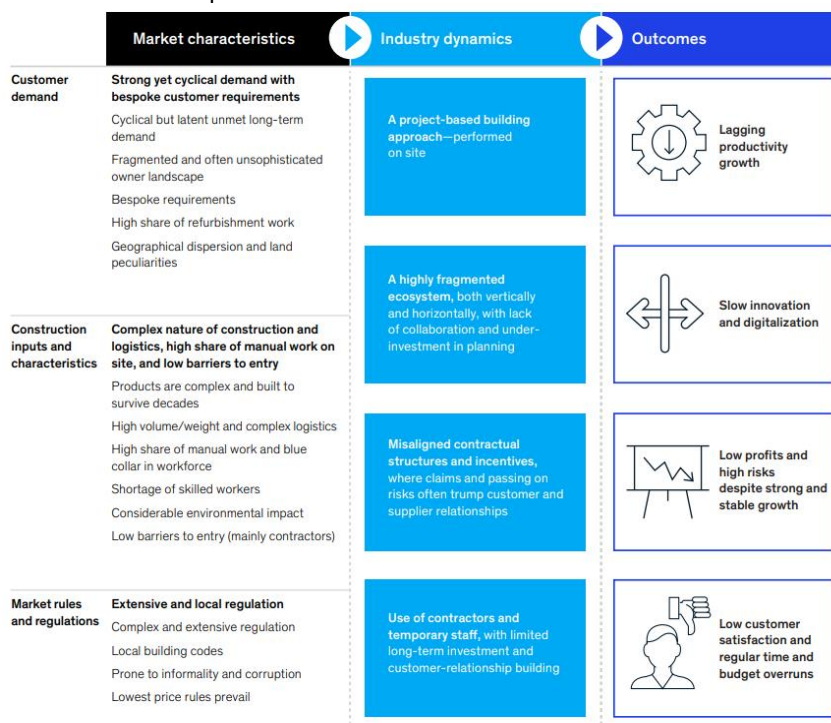 Market characteristics
Industry dynamics
Outcomes
Customer
demand
Strong yet cyclical demand with
bespoke customer requirements
Cyclical but latent unmet long-term
demand
Fragmented and often unsophisticated
owner landscape
Bespoke requirements
High share of refurbishment work
Geographical dispersion and land
peculiarities
Construction
inputs and
characteristics
Complex nature of construction and
logistics, high share of manual work on
site, and low barriers to entry
Products are complex and built to
survive decades
High volume/weight and complex logistics
High share of manual work and blue
collar in workforce
Shortage of skilled workers
Considerable environmental impact
Low barriers to entry (mainly contractors)
Market rules
and regulations
Extensive and local regulation
Complex and extensive regulation
Local building codes
Prone to informality and corruption
Lowest price rules prevail
A project-based building
approach—performed
on site
A highly fragmented
ecosystem, both vertically
and horizontally, with lack
of collaboration and under-
investment in planning
Misaligned contractual
structures and incentives,
where claims and passing on
risks often trump customer and
supplier relationships
Use of contractors and
temporary staff, with limited
long-term investment and
customer-relationship building
Lagging
productivity
growth
Slow innovation
and digitalization
Low profits and
high risks
despite strong and
stable growth
Low customer
satisfaction and
regular time and
budget overruns